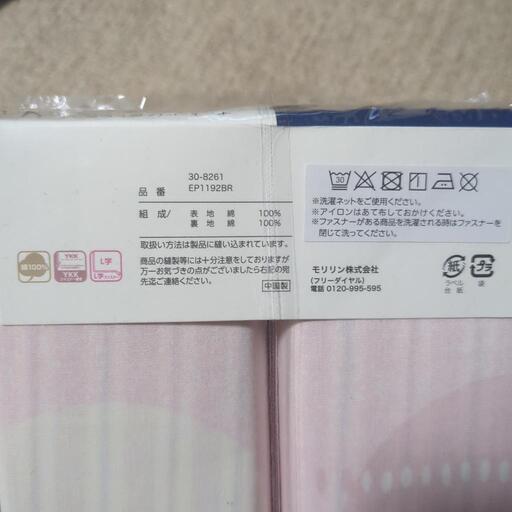 30-8261
品番 EP1192BR
組成/ 表地 綿 100%
裏地 綿 100%
取扱い方法は製品に縫い込まれています。
商品の縫製等には十分注意をしておりますが
万一お気づきの点がございましたら右記の宛
先迄ご連絡ください。
中国製
綿100%
YKK
YKK
L字
L字
30
※洗濯ネットをご使用ください。
※アイロンはあて布しておかけください。
※ファスナーがある商品を洗濯される時はファスナーを
閉じて洗ってください。
モリリン株式会社
(フリーダイヤル)
電話 0120-995-595
紙
プラ
ラベル
台紙
袋